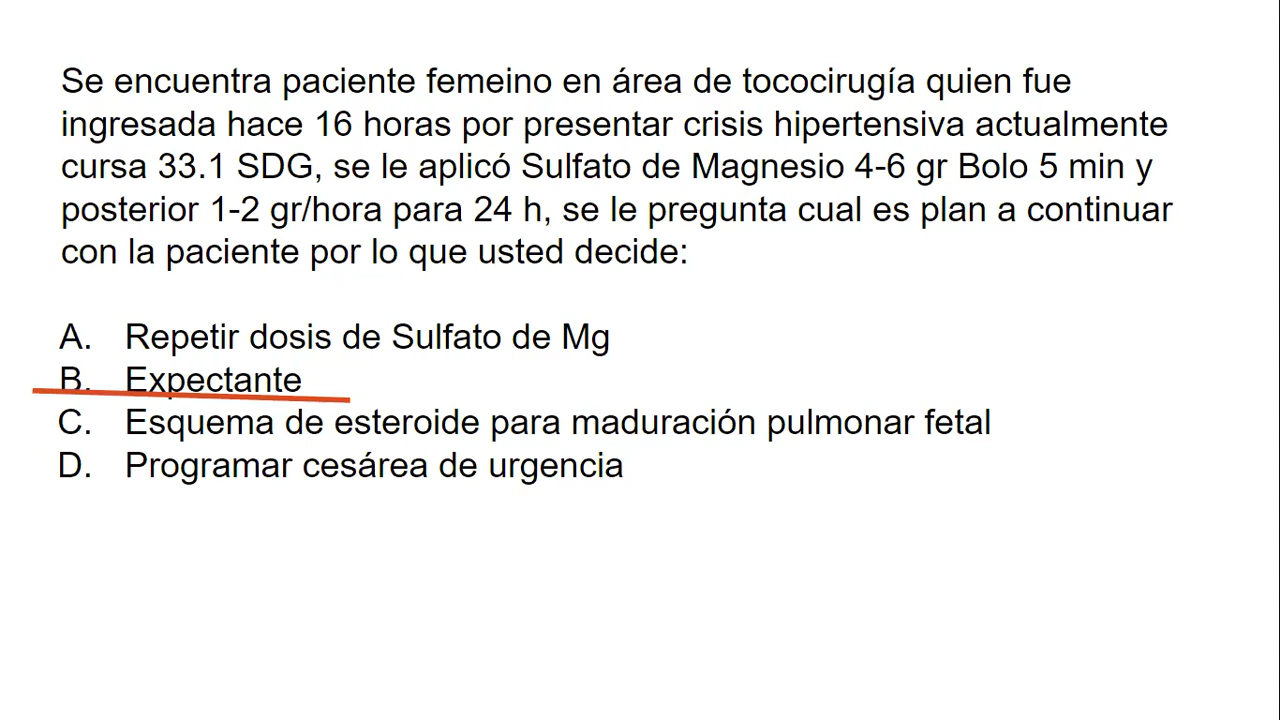 Se encuentra paciente femeino en área de tococirugía quien fue
ingresada hace 16 horas por presentar crisis hipertensiva actualmente
cursa 33.1 SDG, se le aplicó Sulfato de Magnesio 4-6 gr Bolo 5 min y
posterior 1-2 gr/hora para 24 h, se le pregunta cual es plan a continuar
con la paciente por lo que usted decide:
A. Repetir dosis de Sulfato de Mg
B. Expectante
C. Esquema de esteroide para maduración pulmonar fetal
D. Programar cesárea de urgencia